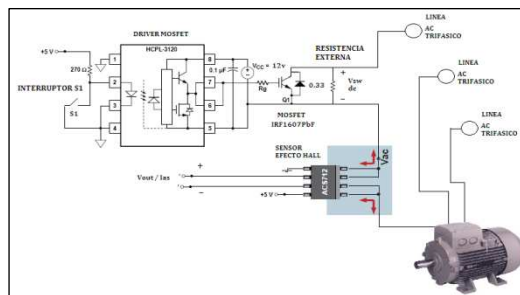 DRIVER MOSFET
HCPL-3120
+5 V
270 Ω
INTERRUPTOR S1
S1
1
2
3
4
8
7
6
5
0.1 µF
VCC = 12v
Rg
Q1
MOSFET
IRF1607PbF
RESISTENCIA
EXTERNA
0.33
+
Vsw
dc
−
LINEA
AC
TRIFASICO
LINEA
AC
TRIFASICO
LINEA
AC
TRIFASICO
SENSOR
EFECTO HALL
ACS712
Vac
+
Vout / Ias
−
+5 V